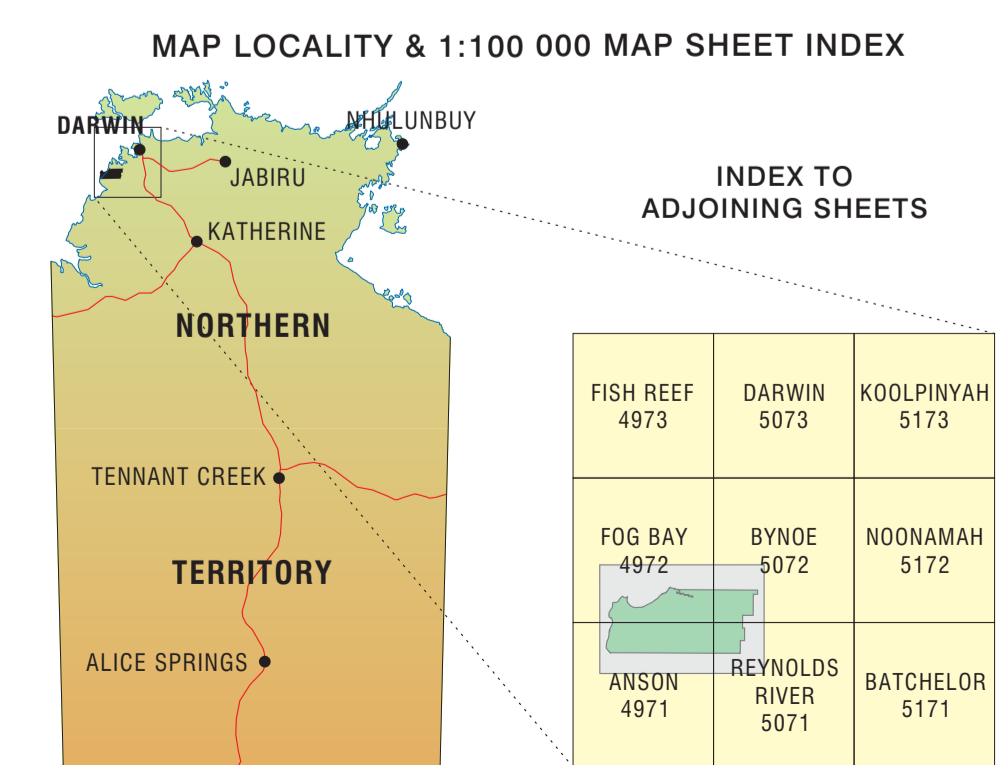 MAP LOCALITY & 1:100 000 MAP SHEET INDEX
DARWIN
NHULUNBUY
JABIRU
KATHERINE
NORTHERN
TENNANT CREEK
TERRITORY
ALICE SPRINGS
INDEX TO
ADJOINING SHEETS
FISH REEF
4973
DARWIN
5073
KOOLPINYAH
5173
FOG BAY
4972
BYNOE
5072
NOONAMAH
5172
ANSON
4971
REYNOLDS
RIVER
5071
BATCHELOR
5171